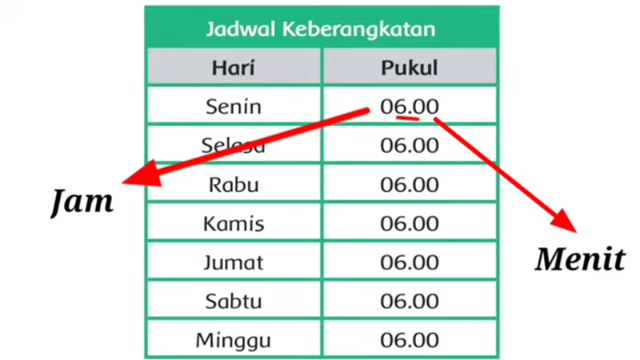 Jadwal Keberangkatan
Hari Pukul
Senin 06.00
Selasa 06.00
Rabu 06.00
Jam
Kamis 06.00
Menit
Jumat 06.00
Sabtu 06.00
Minggu 06.00